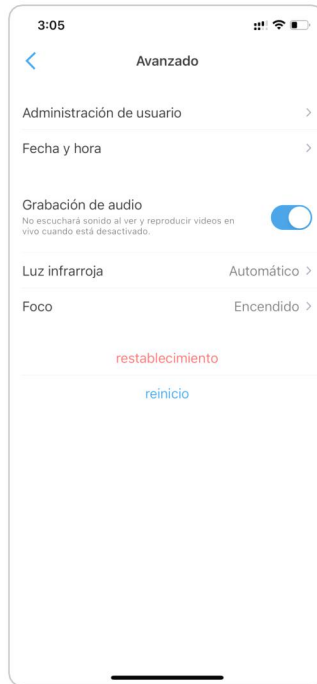 3:05
Avanzado
Administración de usuario
Fecha y hora
Grabación de audio
No escuchará sonido al ver y reproducir videos en
vivo cuando está desactivado.
Luz infrarroja Automático
Foco Encendido
restablecimiento
reinicio